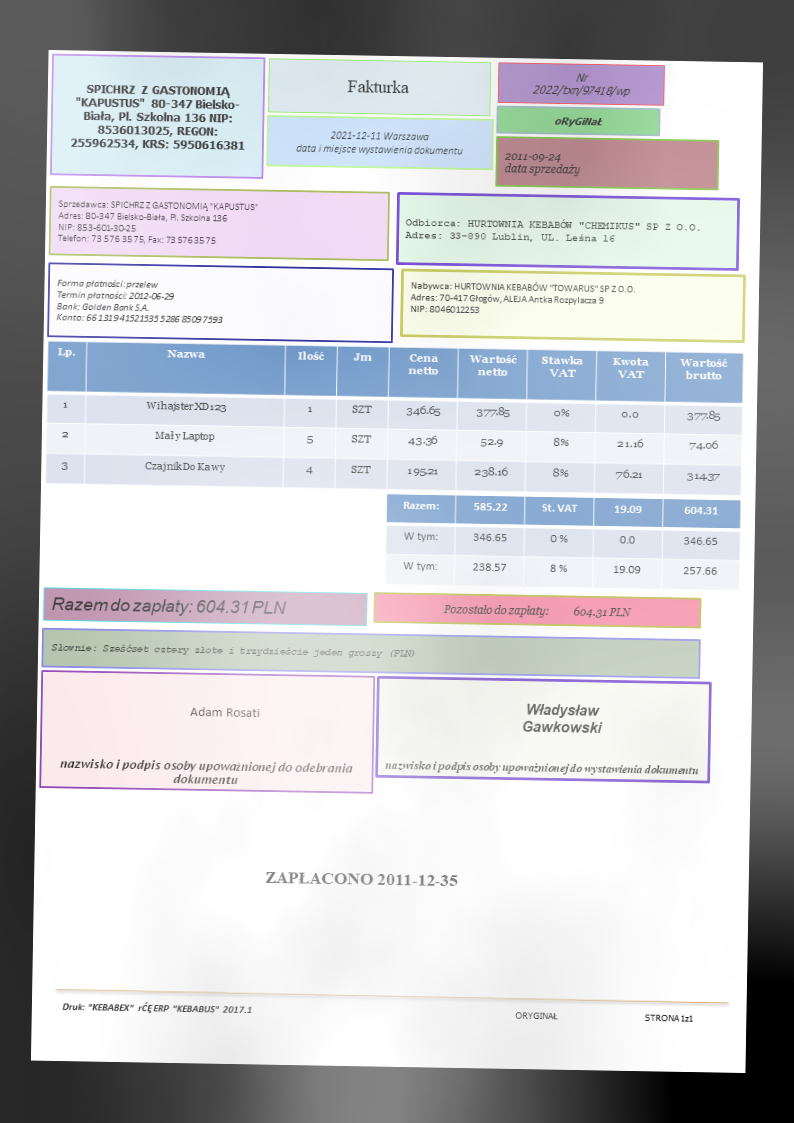 SPICHRZ Z GASTONOMIĄ
"KAPUSTUS" 80-347 Bielsko-
Biała, Pl. Szkolna 136 NIP:
8536013025, REGON:
255962534, KRS: 5950616381
Fakturka
2021-12-11 Warszawa
data i miejsce wystawienia dokumentu
Nr
2022/txn/97418/wp
oRyGiNaŁ
2011-09-24
data sprzedaży
Sprzedawca: SPICHRZ Z GASTONOMIĄ "KAPUSTUS"
Adres: 80-347 Bielsko-Biała, Pl. Szkolna 136
NIP: 853-601-30-25
Telefon: 73 576 35 75, Fax: 73 576 35 75
Odbiorca: HURTOWNIA KEBABÓW "CHEMIKUS" SP Z O.O.
Adres: 33-890 Lublin, UL. Leśna 16
Forma płatności: przelew
Termin płatności: 2012-06-29
Bank: Golden Bank S.A.
Konto: 66 1319 4152 1535 5286 8509 7593
Nabywca: HURTOWNIA KEBABÓW "TOWARUS" SP Z O.O.
Adres: 70-417 Głogów, ALEJA Antka Rozpylacza 9
NIP: 8046012253
Lp. Nazwa Ilość Jm Cena netto Wartość netto Stawka VAT Kwota VAT Wartość brutto
1 Wihajster XD123 1 SZT 346.65 377.85 0% 0.0 377.85
2 Mały Laptop 5 SZT 43.36 52.9 8% 21.16 74.06
3 Czajnik Do Kawy 4 SZT 195.21 238.16 8% 76.21 314.37
Razem: 585.22 St. VAT 19.09 604.31
W tym: 346.65 0 % 0.0 346.65
W tym: 238.57 8 % 19.09 257.66
Razem do zapłaty: 604.31 PLN
Pozostało do zapłaty: 604.31 PLN
Słownie: Sześćset cztery złote i trzydzieście jeden groszy (PLN)
Adam Rosati
nazwisko i podpis osoby upoważnionej do odebrania
dokumentu
Władysław
Gawkowski
nazwisko i podpis osoby upoważnionej do wystawienia dokumentu
ZAPŁACONO 2011-12-35
Druk: "KEBABEX" rĆĘ ERP "KEBABUS" 2017.1
ORYGINAŁ
STRONA 1z1